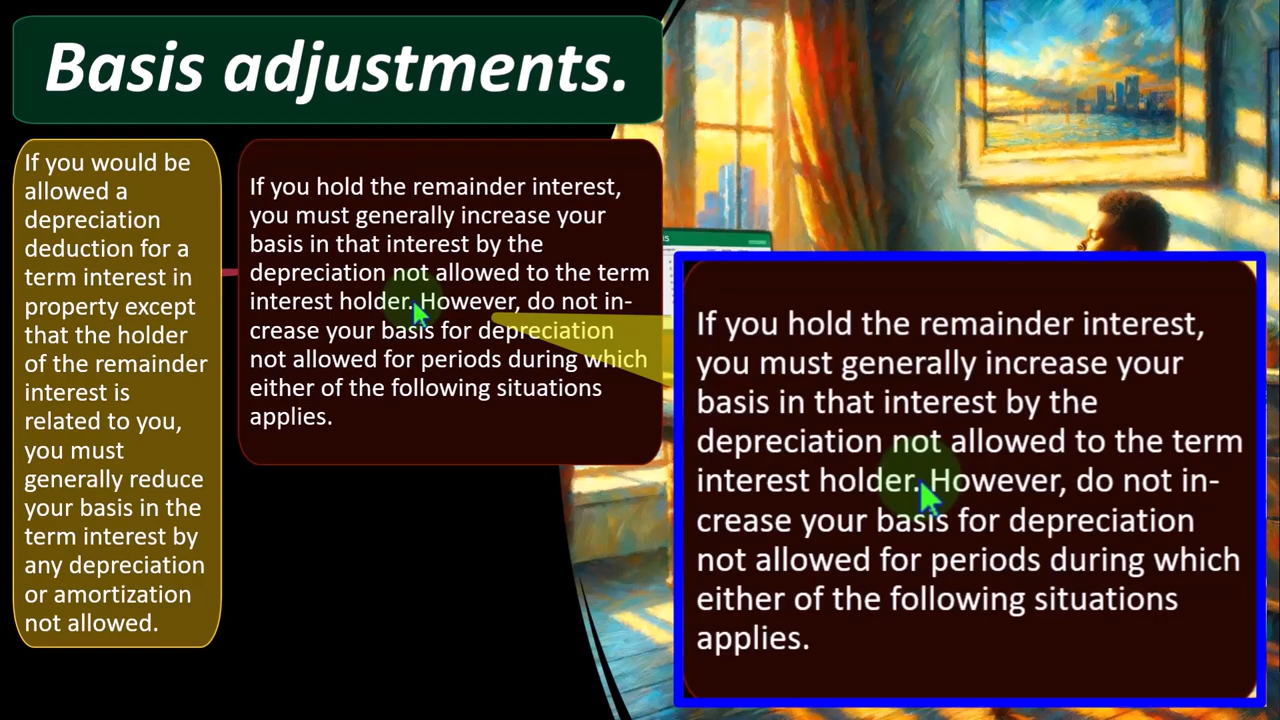 Basis adjustments.
If you would be
allowed a
depreciation
deduction for a
term interest in
property except
that the holder
of the remainder
interest is
related to you,
you must
generally reduce
your basis in the
term interest by
any depreciation
or amortization
not allowed.
If you hold the remainder interest,
you must generally increase your
basis in that interest by the
depreciation not allowed to the term
interest holder. However, do not in-
crease your basis for depreciation
not allowed for periods during which
either of the following situations
applies.
If you hold the remainder interest,
you must generally increase your
basis in that interest by the
depreciation not allowed to the term
interest holder. However, do not in-
crease your basis for depreciation
not allowed for periods during which
either of the following situations
applies.